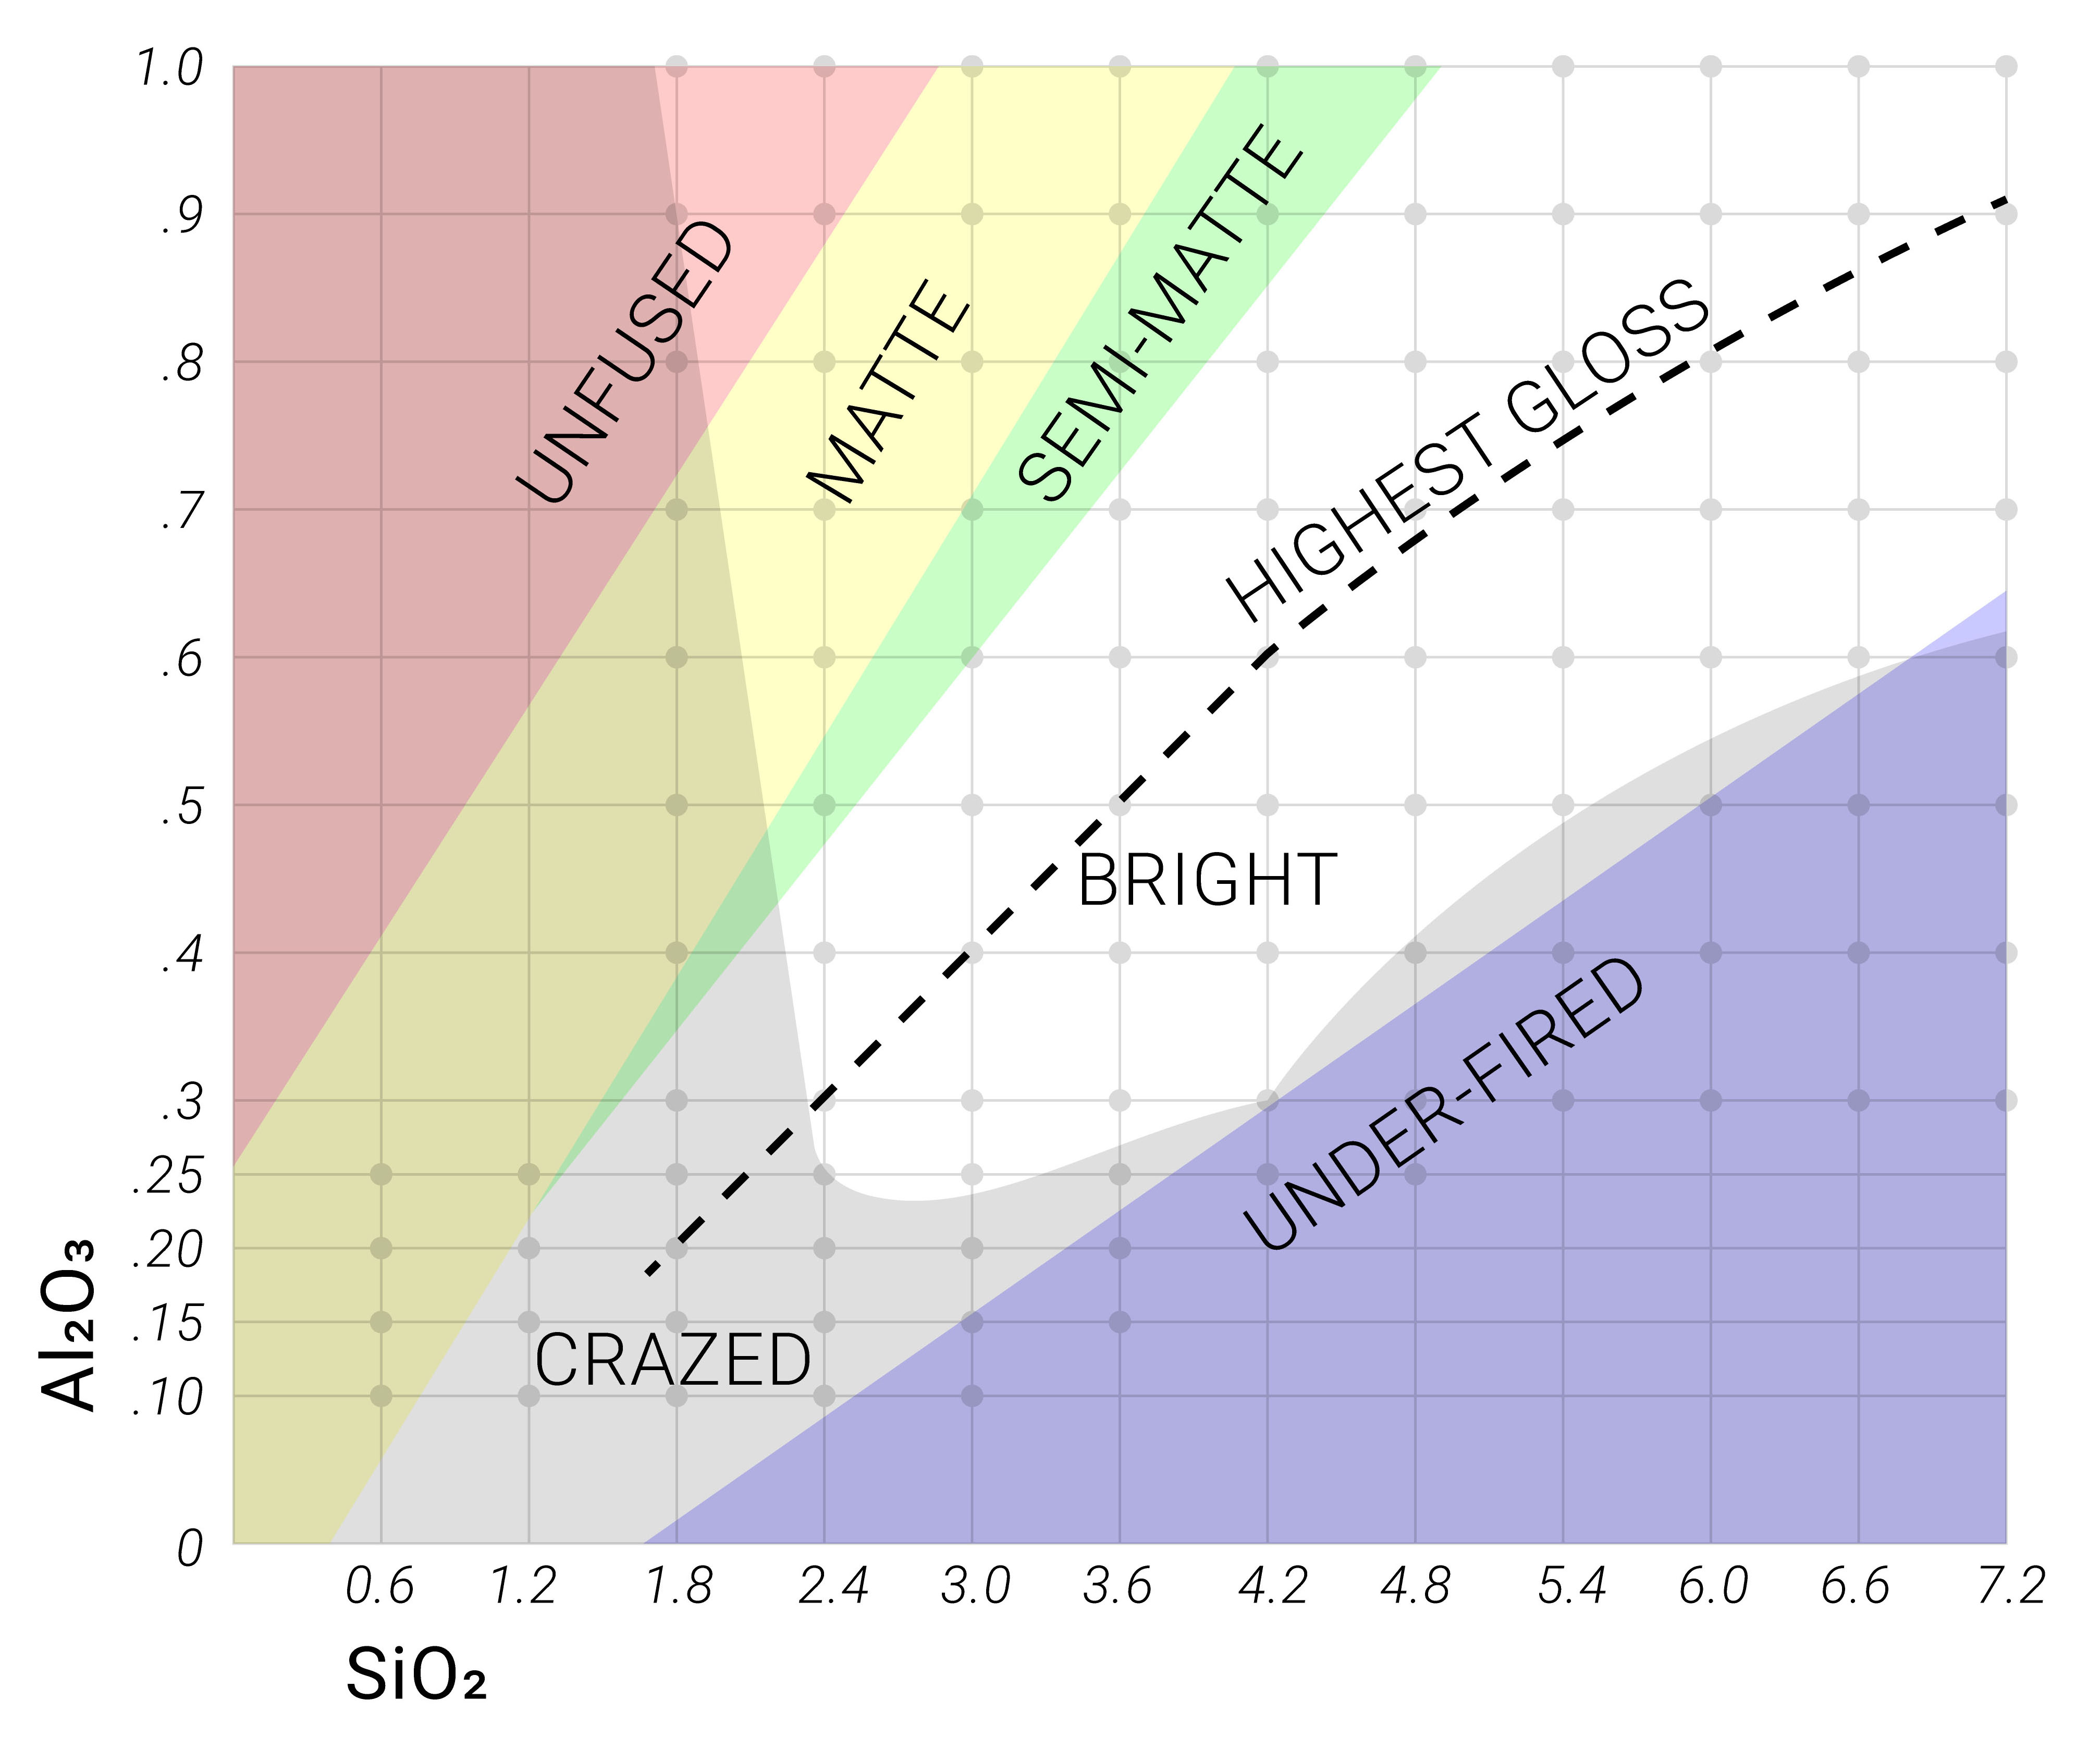 1.0
.9
.8
.7
.6
.5
.4
.3
.25
.20
.15
.10
0
Al₂O₃
UNFUSED
MATTE
SEMI-MATTE
HIGHEST GLOSS
BRIGHT
UNDER-FIRED
CRAZED
0.6 1.2 1.8 2.4 3.0 3.6 4.2 4.8 5.4 6.0 6.6 7.2
SiO₂